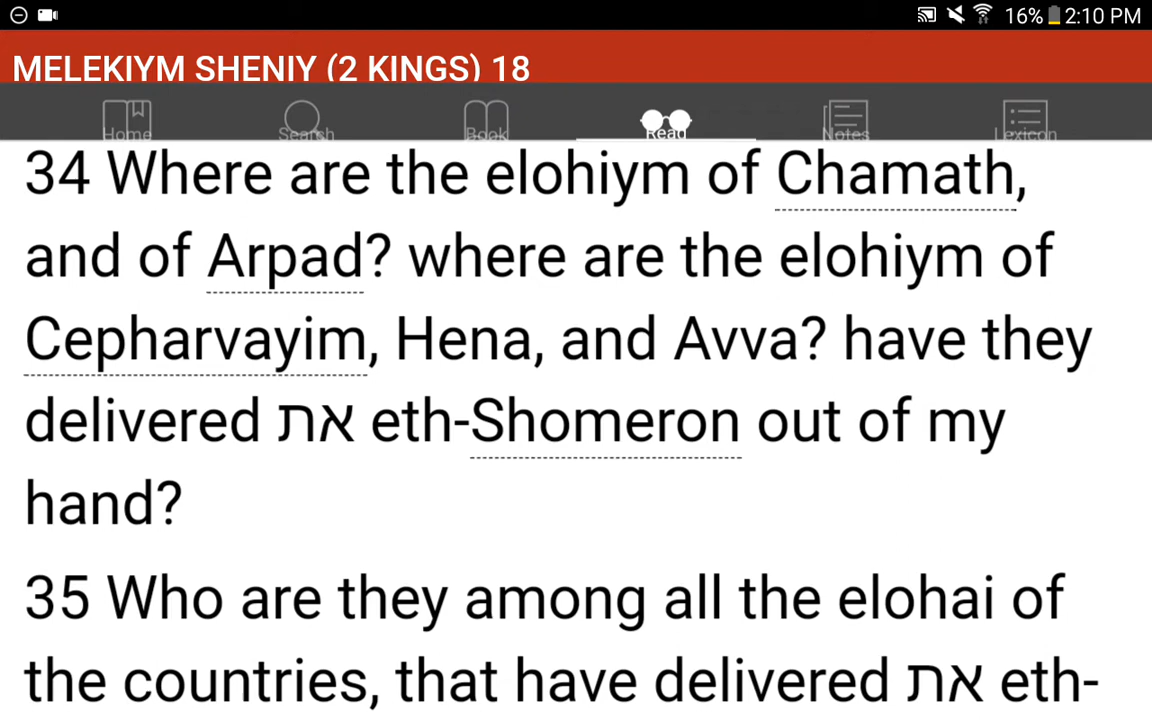 16% 2:10 PM
MELEKIYM SHENIY (2 KINGS) 18
Home Search Book Read Notes Lexicon
34 Where are the elohiym of Chamath,
and of Arpad? where are the elohiym of
Cepharvayim, Hena, and Avva? have they
delivered את eth-Shomeron out of my
hand?
35 Who are they among all the elohai of
the countries, that have delivered את eth-